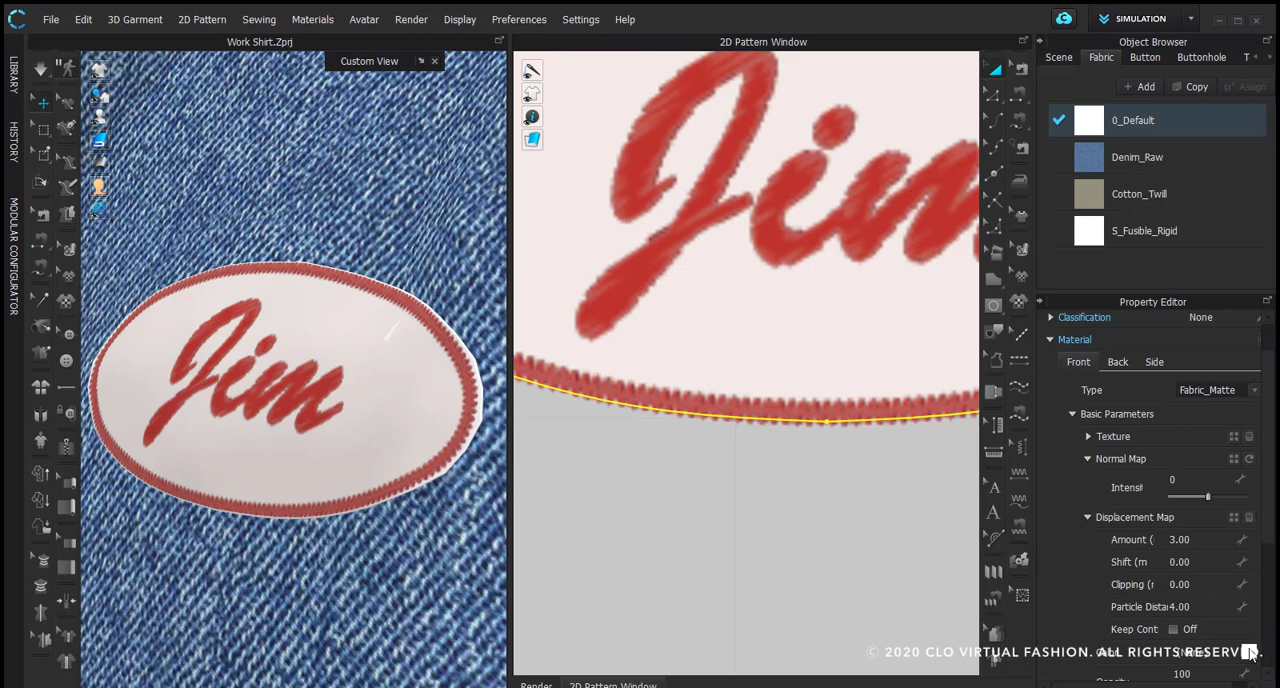 File Edit 3D Garment 2D Pattern Sewing Materials Avatar Render Display Preferences Settings Help
SIMULATION
Work Shirt.Zprj
2D Pattern Window
Object Browser
Custom View
Scene Fabric Button Buttonhole T
+ Add Copy Assign
0_Default
Denim_Raw
Cotton_Twill
S_Fusible_Rigid
LIBRARY
HISTORY
MODULAR CONFIGURATOR
Jim
Jim
Property Editor
Classification None
Material
Front Back Side
Type Fabric_Matte
Basic Parameters
Texture
Normal Map
Intensit 0
Displacement Map
Amount ( 3.00
Shift (m 0.00
Clipping (r 0.00
Particle Dista 4.00
Keep Cont Off
© 2020 CLO VIRTUAL FASHION. ALL RIGHTS RESERVED.
Opacity 100
Render 2D Pattern Window